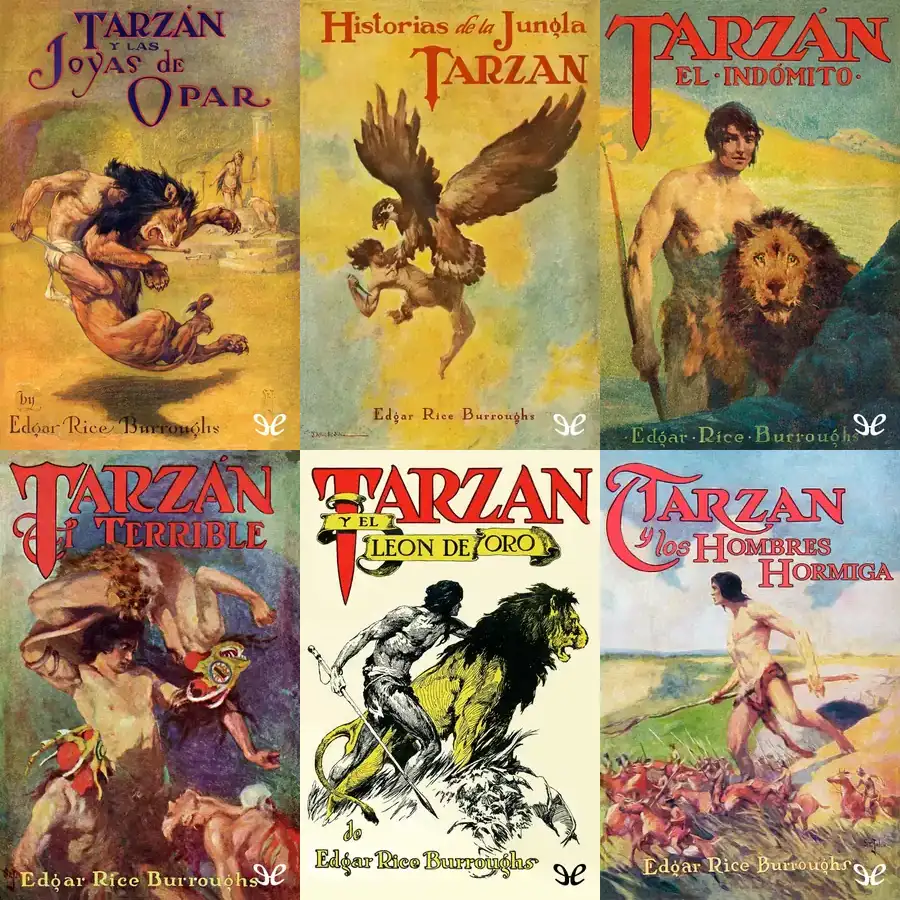 TARZÁN
Y LAS
JOYAS DE
OPAR
by
Edgar Rice Burroughs
Historias de la Jungla
TARZAN
Edgar Rice Burroughs
TARZÁN
EL·INDÓMITO·
·Edgar·Rice·Burroughs
TARZÁN
El TERRIBLE
Edgar Rice Burroughs
TARZAN
Y EL
LEON DE ORO
de
Edgar Rice Burroughs
TARZAN
y los HOMBRES
HORMIGA
Edgar Rice Burroughs